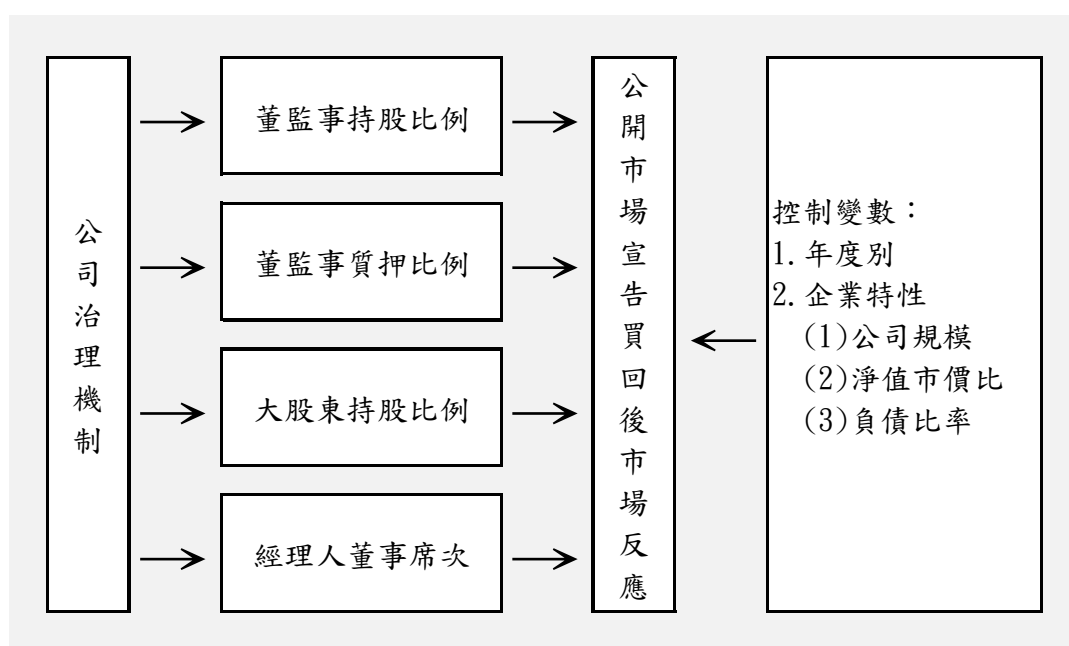 公司治理機制
董監事持股比例
董監事質押比例
大股東持股比例
經理人董事席次
公開市場宣告買回後市場反應
控制變數：
1.年度別
2.企業特性
(1)公司規模
(2)淨值市價比
(3)負債比率